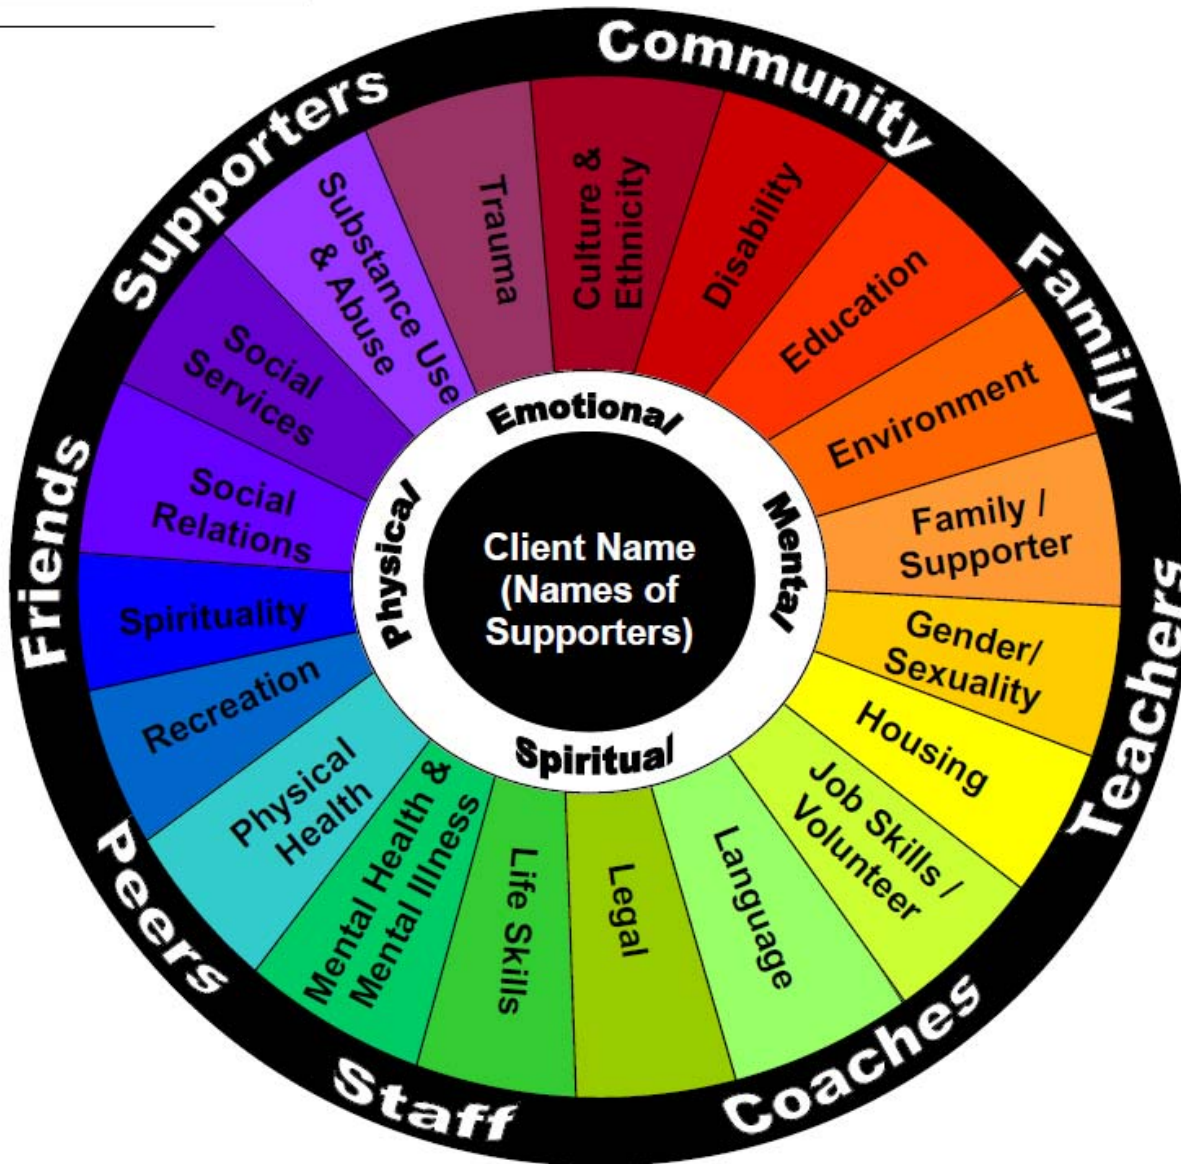 Community
Family
Teachers
Coaches
Staff
Peers
Friends
Supporters
Culture &
Ethnicity
Disability
Education
Environment
Family /
Supporter
Gender/
Sexuality
Housing
Job Skills /
Volunteer
Language
Legal
Life Skills
Mental Health &
Mental Illness
Physical
Health
Recreation
Spirituality
Social
Relations
Social
Services
Substance Use
& Abuse
Trauma
Emotional
Mental
Spiritual
Physical
Client Name
(Names of
Supporters)